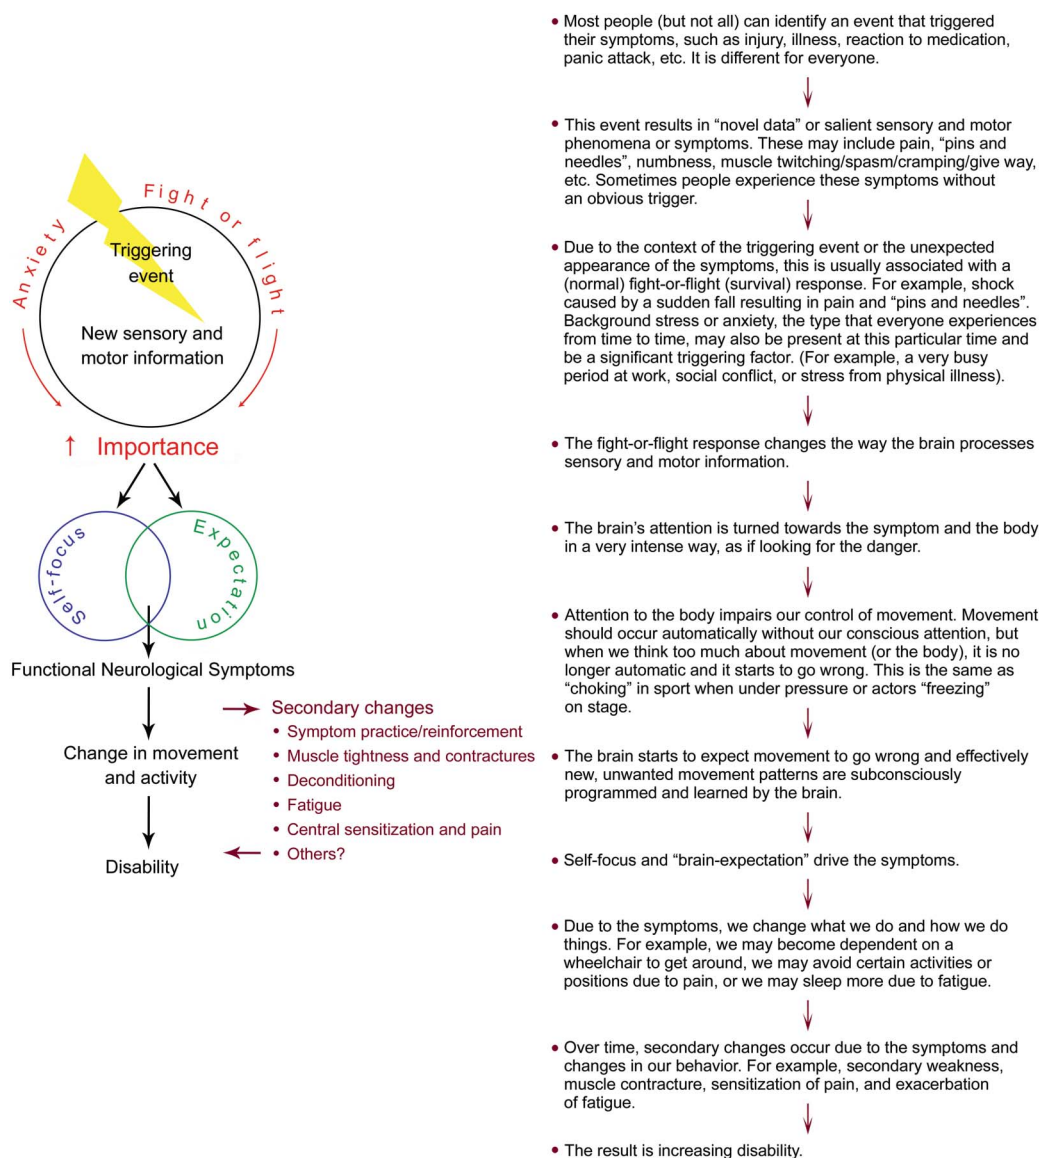 Anxiety
Fight or flight
Triggering
event
New sensory and
motor information
↑ Importance
Self-focus
Expectation
Functional Neurological Symptoms
Change in movement
and activity
Disability
Secondary changes
• Symptom practice/reinforcement
• Muscle tightness and contractures
• Deconditioning
• Fatigue
• Central sensitization and pain
• Others?
• Most people (but not all) can identify an event that triggered
their symptoms, such as injury, illness, reaction to medication,
panic attack, etc. It is different for everyone.
• This event results in “novel data” or salient sensory and motor
phenomena or symptoms. These may include pain, “pins and
needles”, numbness, muscle twitching/spasm/cramping/give way,
etc. Sometimes people experience these symptoms without
an obvious trigger.
• Due to the context of the triggering event or the unexpected
appearance of the symptoms, this is usually associated with a
(normal) fight-or-flight (survival) response. For example, shock
caused by a sudden fall resulting in pain and “pins and needles”.
Background stress or anxiety, the type that everyone experiences
from time to time, may also be present at this particular time and
be a significant triggering factor. (For example, a very busy
period at work, social conflict, or stress from physical illness).
• The fight-or-flight response changes the way the brain processes
sensory and motor information.
• The brain’s attention is turned towards the symptom and the body
in a very intense way, as if looking for the danger.
• Attention to the body impairs our control of movement. Movement
should occur automatically without our conscious attention, but
when we think too much about movement (or the body), it is no
longer automatic and it starts to go wrong. This is the same as
“choking” in sport when under pressure or actors “freezing”
on stage.
• The brain starts to expect movement to go wrong and effectively
new, unwanted movement patterns are subconsciously
programmed and learned by the brain.
• Self-focus and “brain-expectation” drive the symptoms.
• Due to the symptoms, we change what we do and how we do
things. For example, we may become dependent on a
wheelchair to get around, we may avoid certain activities or
positions due to pain, or we may sleep more due to fatigue.
• Over time, secondary changes occur due to the symptoms and
changes in our behavior. For example, secondary weakness,
muscle contracture, sensitization of pain, and exacerbation
of fatigue.
• The result is increasing disability.